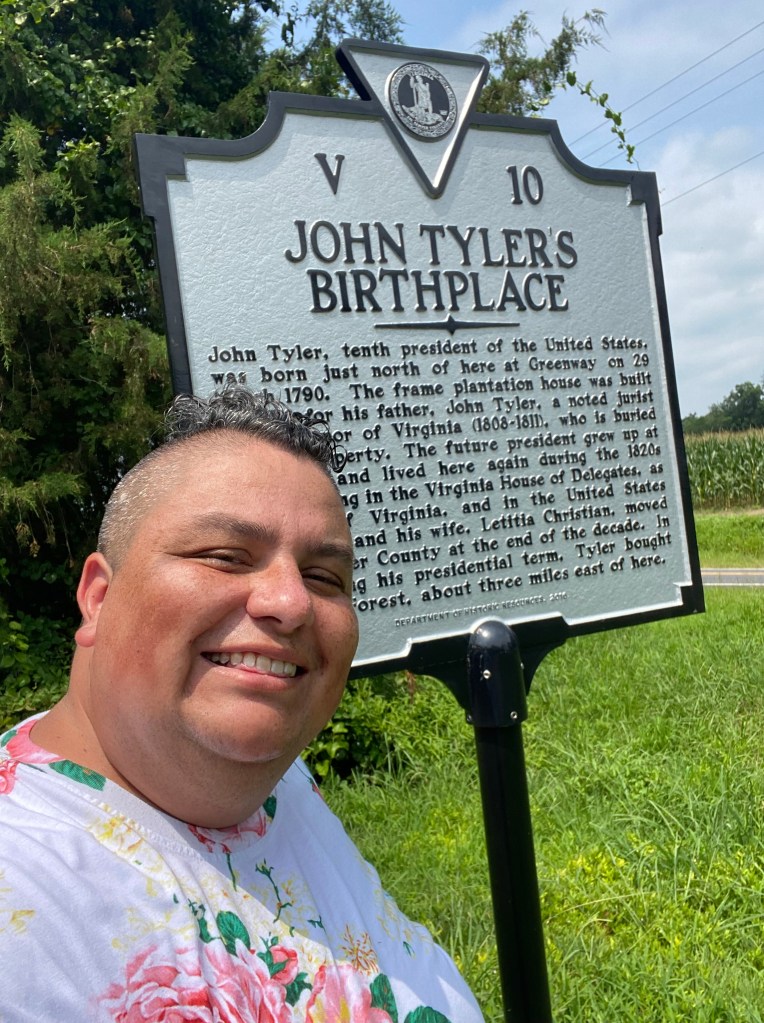 V 10
JOHN TYLER'S
BIRTHPLACE
John Tyler, tenth president of the United States,
was born just north of here at Greenway on 29
1790. The frame plantation house was built
for his father, John Tyler, a noted jurist
of Virginia (1808-1811), who is buried
The future president grew up at
and lived here again during the 1820s
in the Virginia House of Delegates, as
Virginia, and in the United States
and his wife, Letitia Christian, moved
County at the end of the decade. In
his presidential term, Tyler bought
Forest, about three miles east of here.
DEPARTMENT OF HISTORIC RESOURCES,